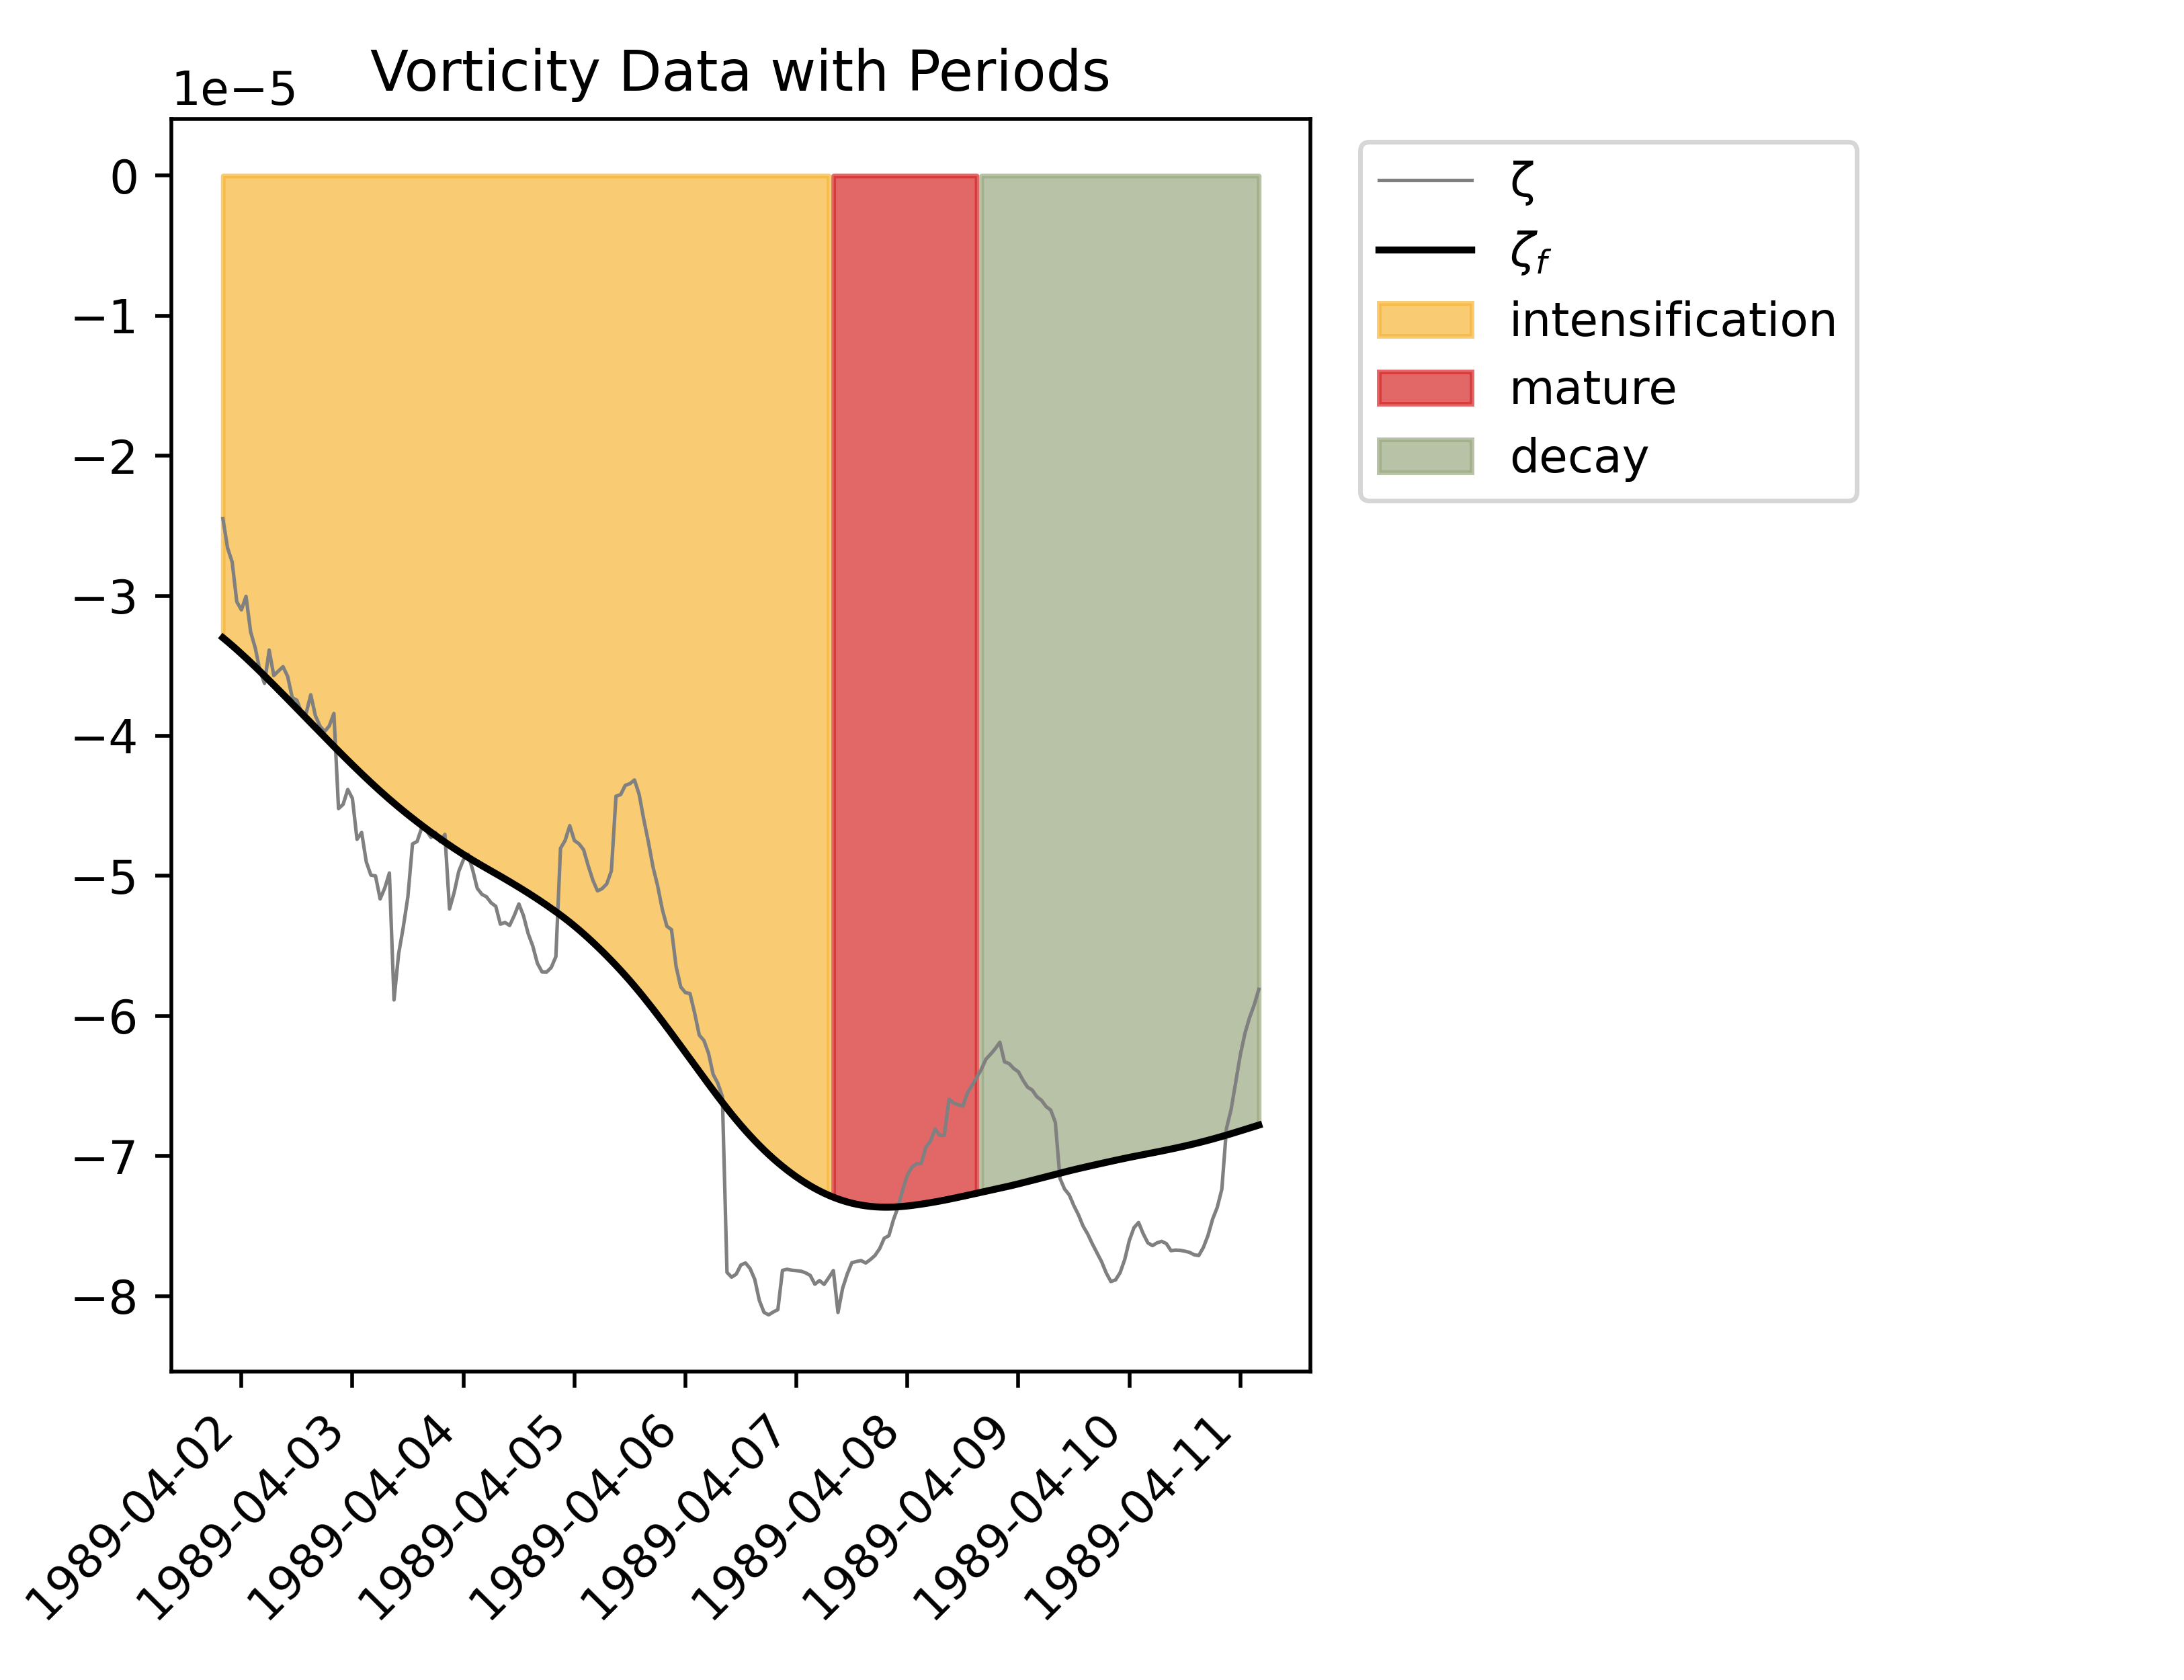 Vorticity Data with Periods
1e−5
0
−1
−2
−3
−4
−5
−6
−7
−8
1989-04-02
1989-04-03
1989-04-04
1989-04-05
1989-04-06
1989-04-07
1989-04-08
1989-04-09
1989-04-10
1989-04-11
ζ
ζf
intensification
mature
decay